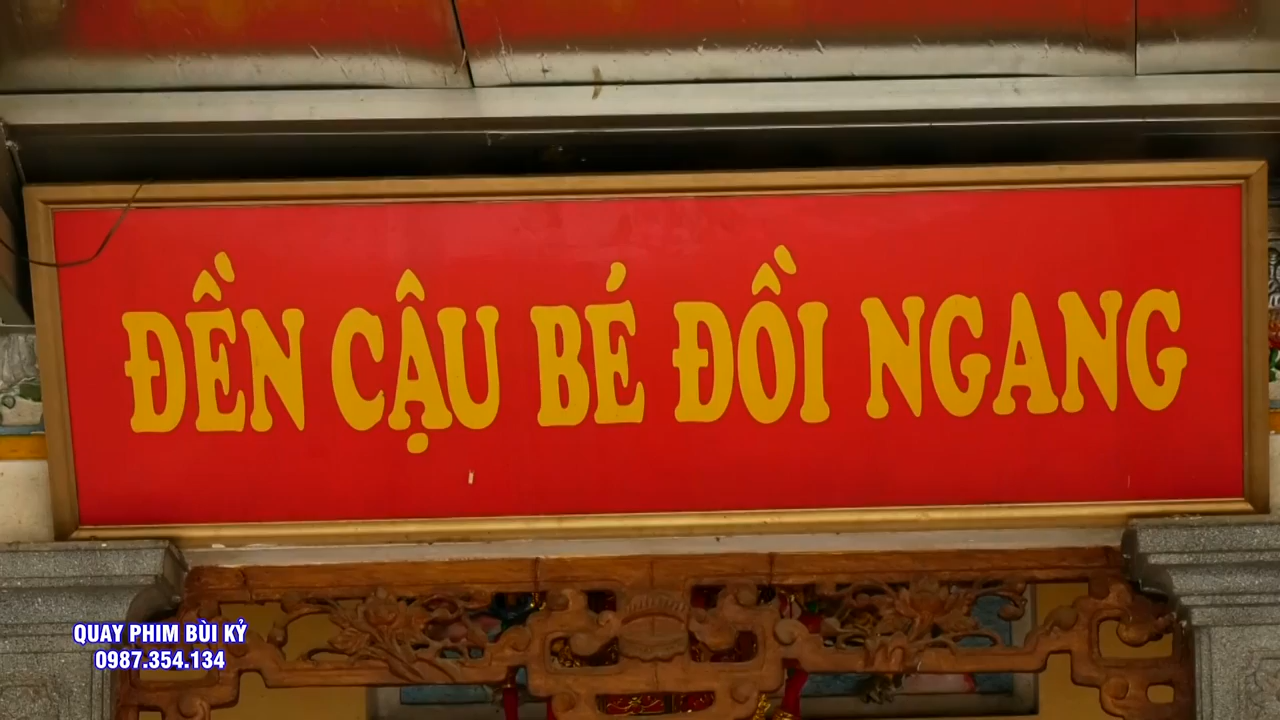 ĐỀN CẬU BÉ ĐỒI NGANG
QUAY PHIM BÙI KỶ
0987.354.134